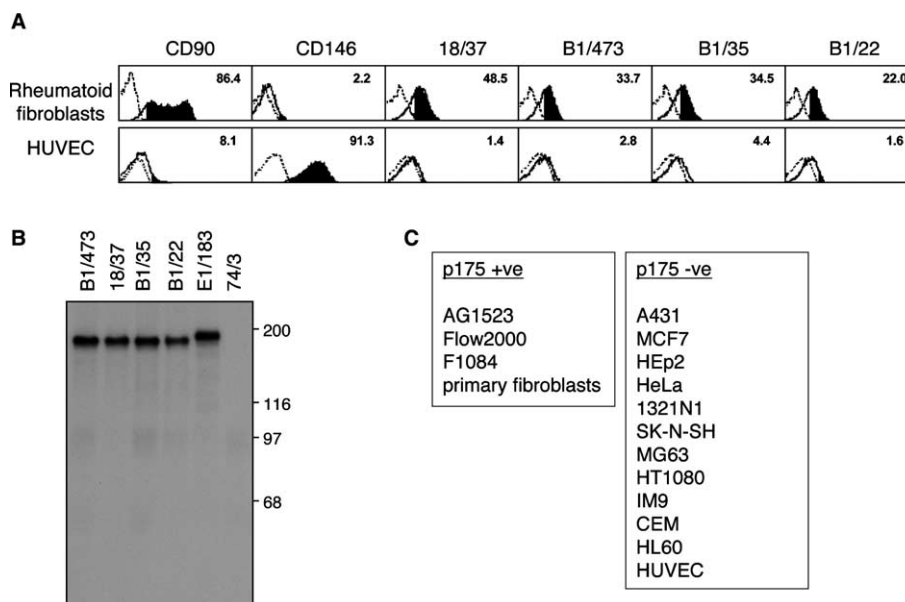 A
CD90 CD146 18/37 B1/473 B1/35 B1/22
Rheumatoid fibroblasts
86.4 2.2 48.5 33.7 34.5 22.0
HUVEC
8.1 91.3 1.4 2.8 4.4 1.6
B
B1/473 18/37 B1/35 B1/22 E1/183 74/3
200
116
97
68
C
p175 +ve
AG1523
Flow2000
F1084
primary fibroblasts
p175 -ve
A431
MCF7
HEp2
HeLa
1321N1
SK-N-SH
MG63
HT1080
IM9
CEM
HL60
HUVEC